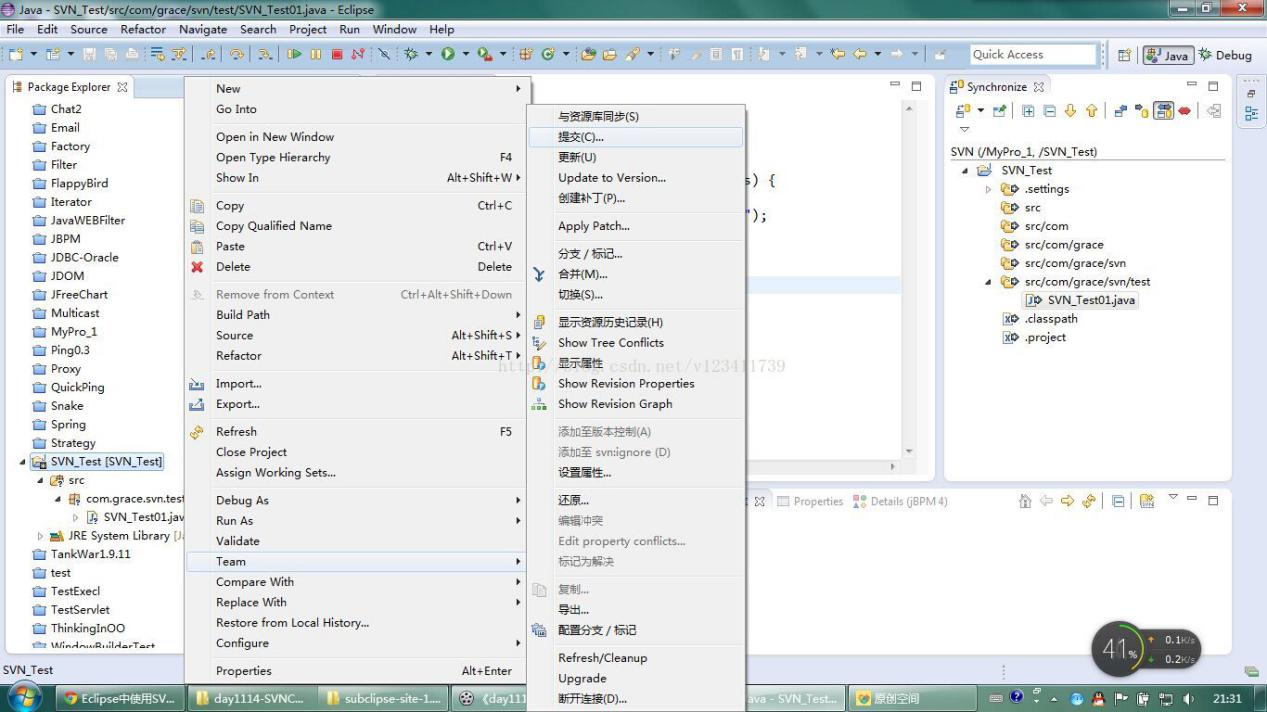 Java - SVN_Test/src/com/grace/svn/test/SVN_Test01.java - Eclipse
File Edit Source Refactor Navigate Search Project Run Window Help
Quick Access
Java
Debug
Package Explorer
Chat2
Email
Factory
Filter
FlappyBird
Iterator
JavaWEBFilter
JBPM
JDBC-Oracle
JDOM
JFreeChart
Multicast
MyPro_1
Ping0.3
Proxy
QuickPing
Snake
Spring
Strategy
SVN_Test [SVN_Test]
src
com.grace.svn.test
SVN_Test01.jav
JRE System Library [J
TankWar1.9.11
test
TestExecl
TestServlet
ThinkingInOO
WindowBuilderTest
SVN_Test
New
Go Into
Open in New Window
Open Type Hierarchy F4
Show In Alt+Shift+W
Copy Ctrl+C
Copy Qualified Name
Paste Ctrl+V
Delete Delete
Remove from Context Ctrl+Alt+Shift+Down
Build Path
Source Alt+Shift+S
Refactor Alt+Shift+T
Import...
Export...
Refresh F5
Close Project
Assign Working Sets...
Debug As
Run As
Validate
Team
Compare With
Replace With
Restore from Local History...
Configure
Properties Alt+Enter
与资源库同步(S)
提交(C)...
更新(U)
Update to Version...
创建补丁(P)...
Apply Patch...
分支 / 标记...
合并(M)...
切换(S)...
显示资源历史记录(H)
Show Tree Conflicts
显示属性
Show Revision Properties
Show Revision Graph
添加至版本控制(A)
添加至 svn:ignore (D)
设置属性...
还原...
编辑冲突
Edit property conflicts...
标记为解决
复制...
导出...
配置分支 / 标记
Refresh/Cleanup
Upgrade
断开连接(D)...
s) {
");
http://blog.csdn.net/v123411739
Properties
Details (jBPM 4)
Synchronize
SVN (/MyPro_1, /SVN_Test)
SVN_Test
.settings
src
src/com
src/com/grace
src/com/grace/svn
src/com/grace/svn/test
SVN_Test01.java
.classpath
.project
41%
0.1K/s
0.2K/s
Eclipse中使用SV...
day1114-SVNC...
subclipse-site-1....
《day111
ava - SVN_Test...
原创空间
21:31